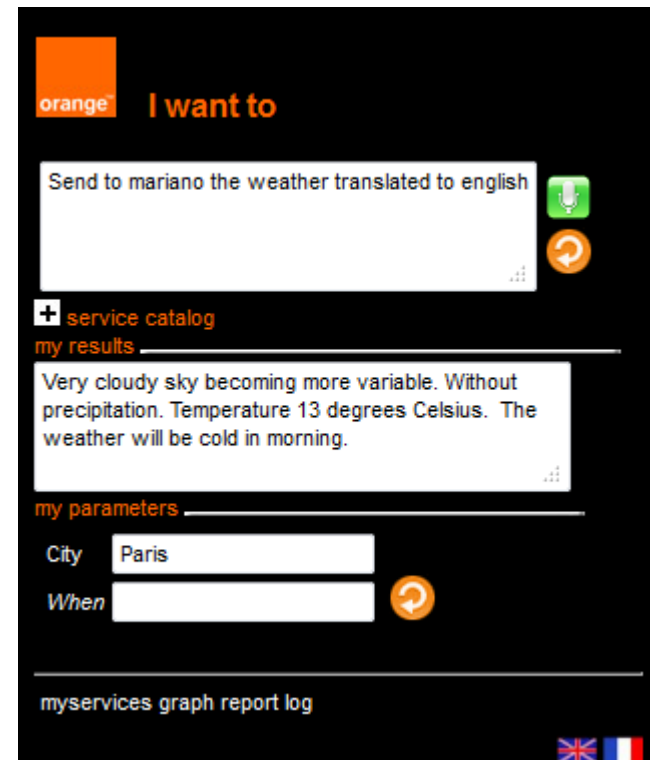 orange™
I want to
Send to mariano the weather translated to english
service catalog
my results
Very cloudy sky becoming more variable. Without
precipitation. Temperature 13 degrees Celsius.  The
weather will be cold in morning.
my parameters
City Paris
When
myservices graph report log